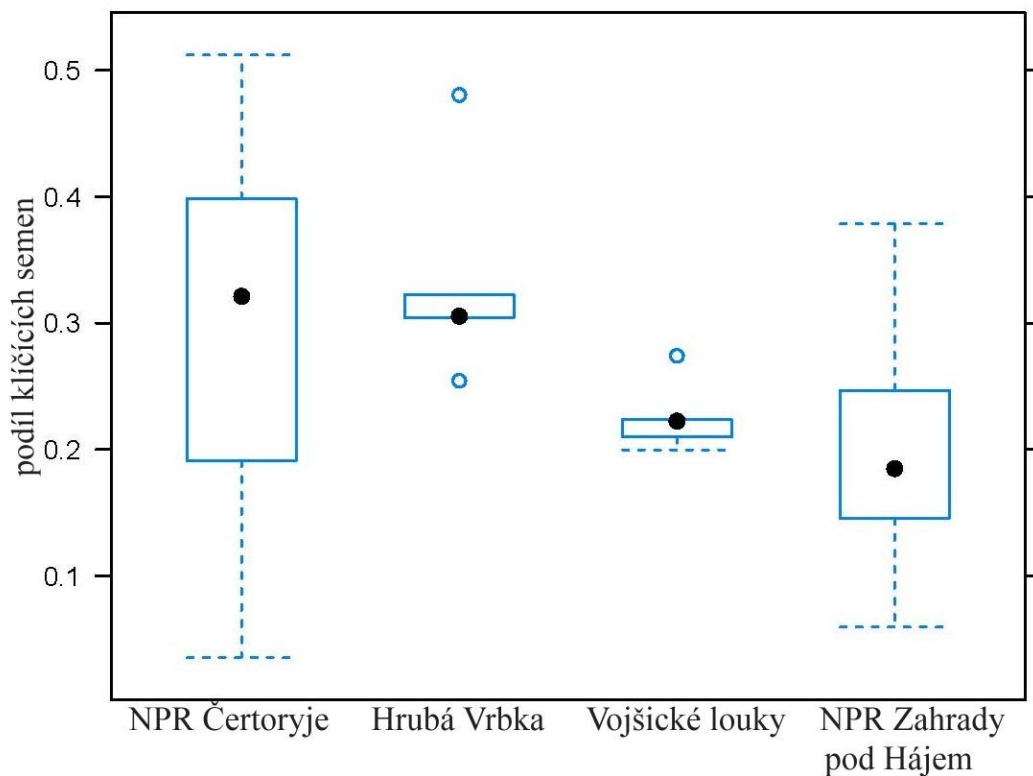 podíl klíčících semen
0.5
0.4
0.3
0.2
0.1
NPR Čertoryje
Hrubá Vrbka
Vojšické louky
NPR Zahrady
pod Hájem